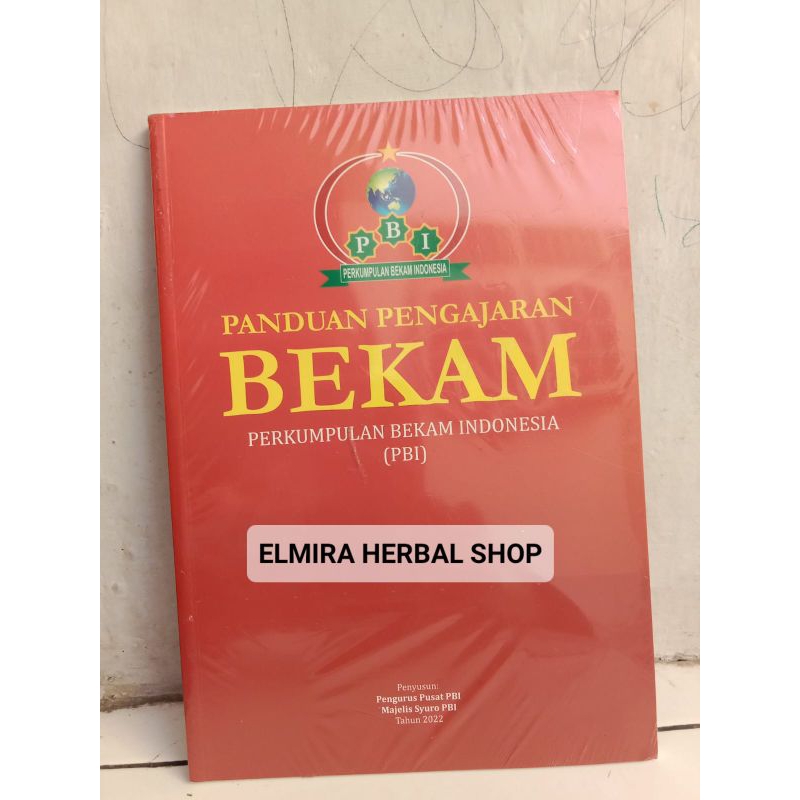 P B I
PERKUMPULAN BEKAM INDONESIA
PANDUAN PENGAJARAN
BEKAM
PERKUMPULAN BEKAM INDONESIA
(PBI)
ELMIRA HERBAL SHOP
Penyusun:
Pengurus Pusat PBI
Majelis Syuro PBI
Tahun 2022